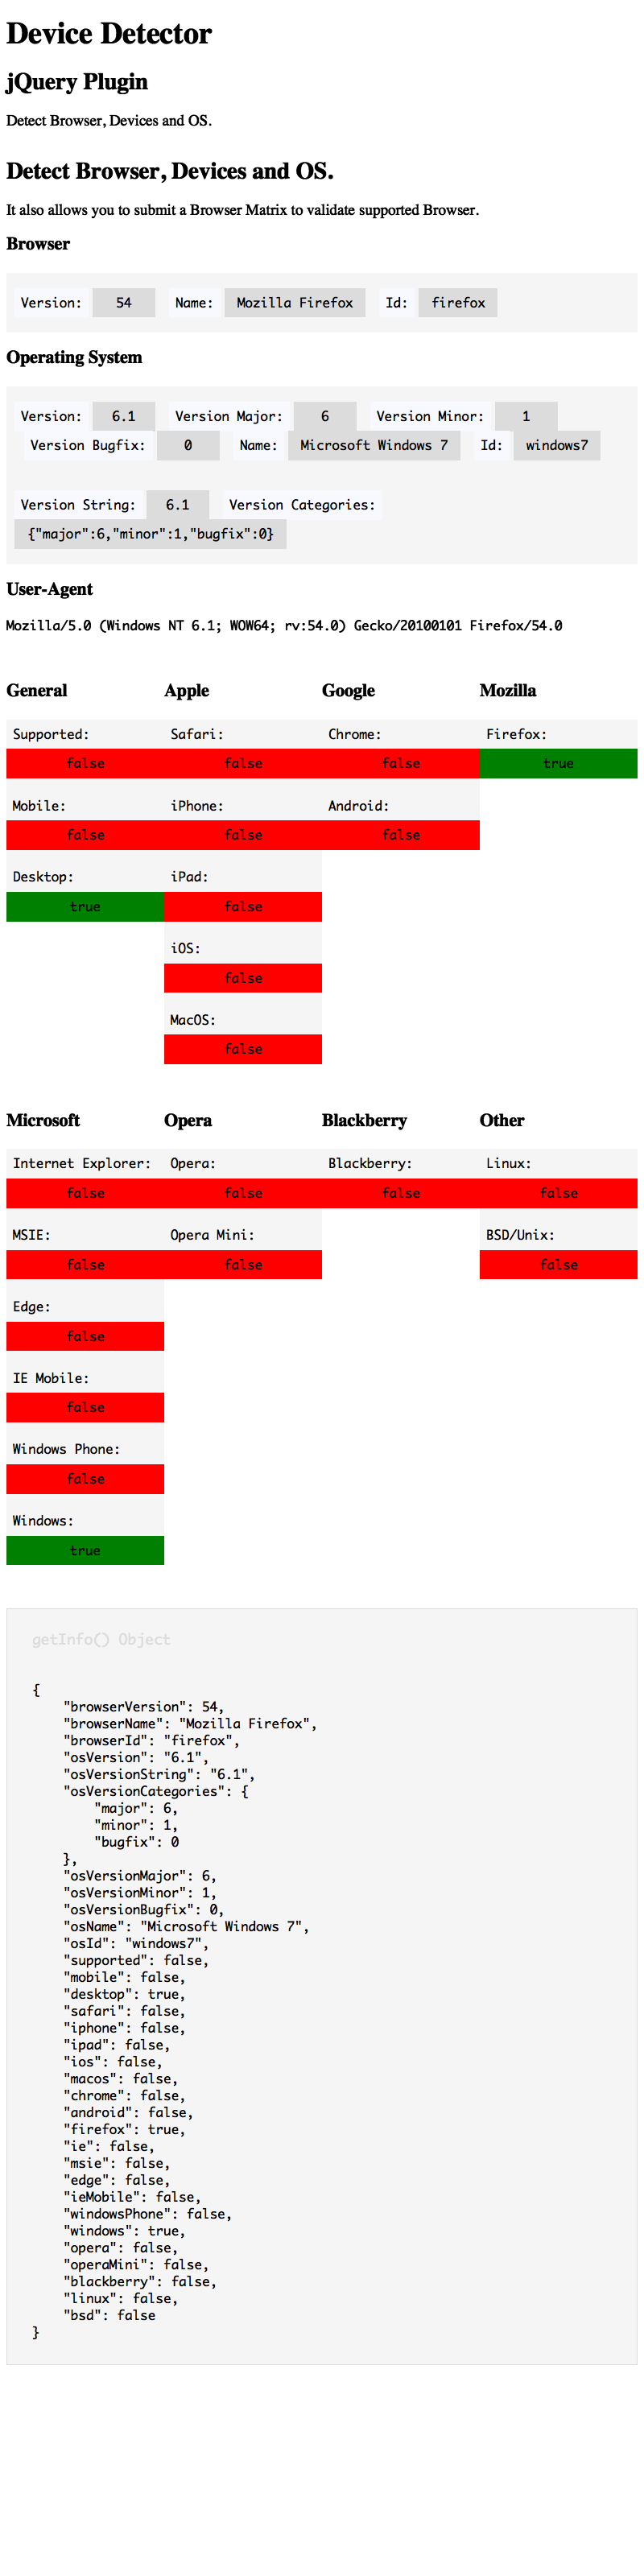 Device Detector
jQuery Plugin
Detect Browser, Devices and OS.
Detect Browser, Devices and OS.
It also allows you to submit a Browser Matrix to validate supported Browser.
Browser
Version: 54 Name: Mozilla Firefox Id: firefox
Operating System
Version: 6.1 Version Major: 6 Version Minor: 1
Version Bugfix: 0 Name: Microsoft Windows 7 Id: windows7
Version String: 6.1 Version Categories:
{"major":6,"minor":1,"bugfix":0}
User-Agent
Mozilla/5.0 (Windows NT 6.1; WOW64; rv:54.0) Gecko/20100101 Firefox/54.0
General Apple Google Mozilla
Supported: Safari: Chrome: Firefox:
false false false true
Mobile: iPhone: Android:
false false false
Desktop: iPad:
true false
iOS:
false
MacOS:
false
Microsoft Opera Blackberry Other
Internet Explorer: Opera: Blackberry: Linux:
false false false false
MSIE: Opera Mini: BSD/Unix:
false false false
Edge:
false
IE Mobile:
false
Windows Phone:
false
Windows:
true
getInfo() Object
{
    "browserVersion": 54,
    "browserName": "Mozilla Firefox",
    "browserId": "firefox",
    "osVersion": "6.1",
    "osVersionString": "6.1",
    "osVersionCategories": {
        "major": 6,
        "minor": 1,
        "bugfix": 0
    },
    "osVersionMajor": 6,
    "osVersionMinor": 1,
    "osVersionBugfix": 0,
    "osName": "Microsoft Windows 7",
    "osId": "windows7",
    "supported": false,
    "mobile": false,
    "desktop": true,
    "safari": false,
    "iphone": false,
    "ipad": false,
    "ios": false,
    "macos": false,
    "chrome": false,
    "android": false,
    "firefox": true,
    "ie": false,
    "msie": false,
    "edge": false,
    "ieMobile": false,
    "windowsPhone": false,
    "windows": true,
    "opera": false,
    "operaMini": false,
    "blackberry": false,
    "linux": false,
    "bsd": false
}